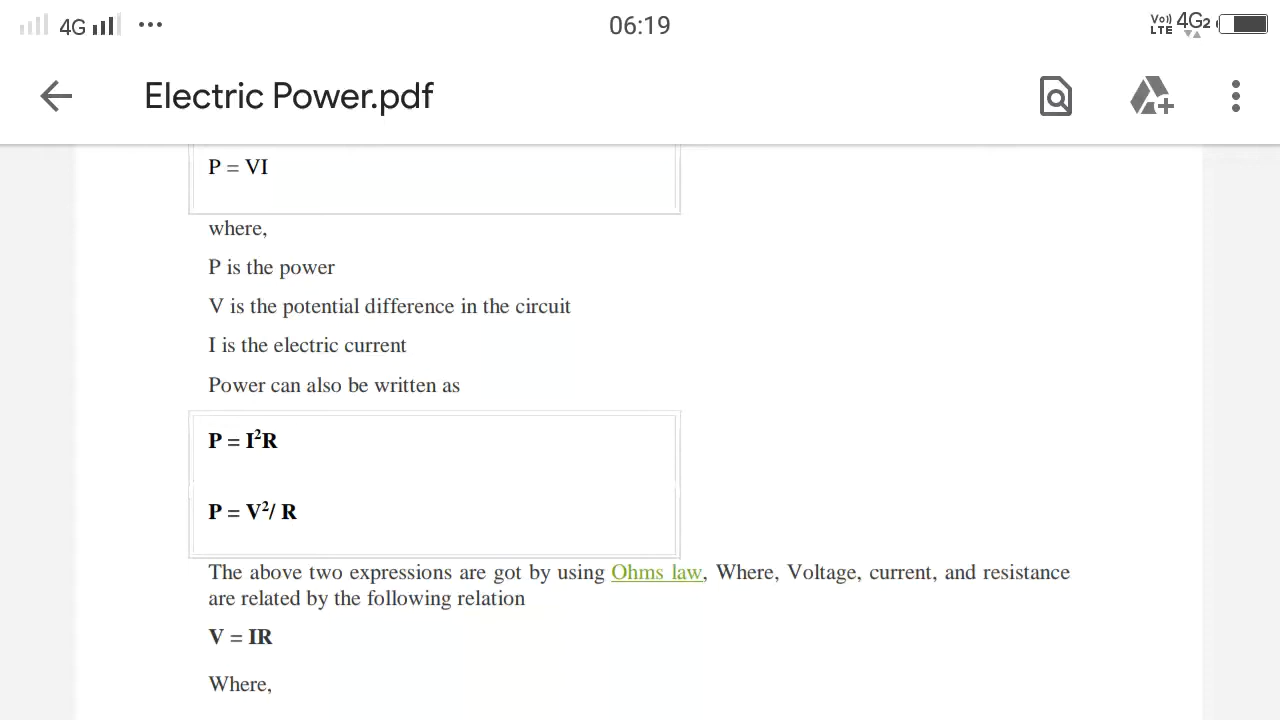 4G ... 06:19 Vo)) LTE 4G2
Electric Power.pdf
P = VI
where,
P is the power
V is the potential difference in the circuit
I is the electric current
Power can also be written as
P = I²R
P = V²/ R
The above two expressions are got by using Ohms law, Where, Voltage, current, and resistance
are related by the following relation
V = IR
Where,